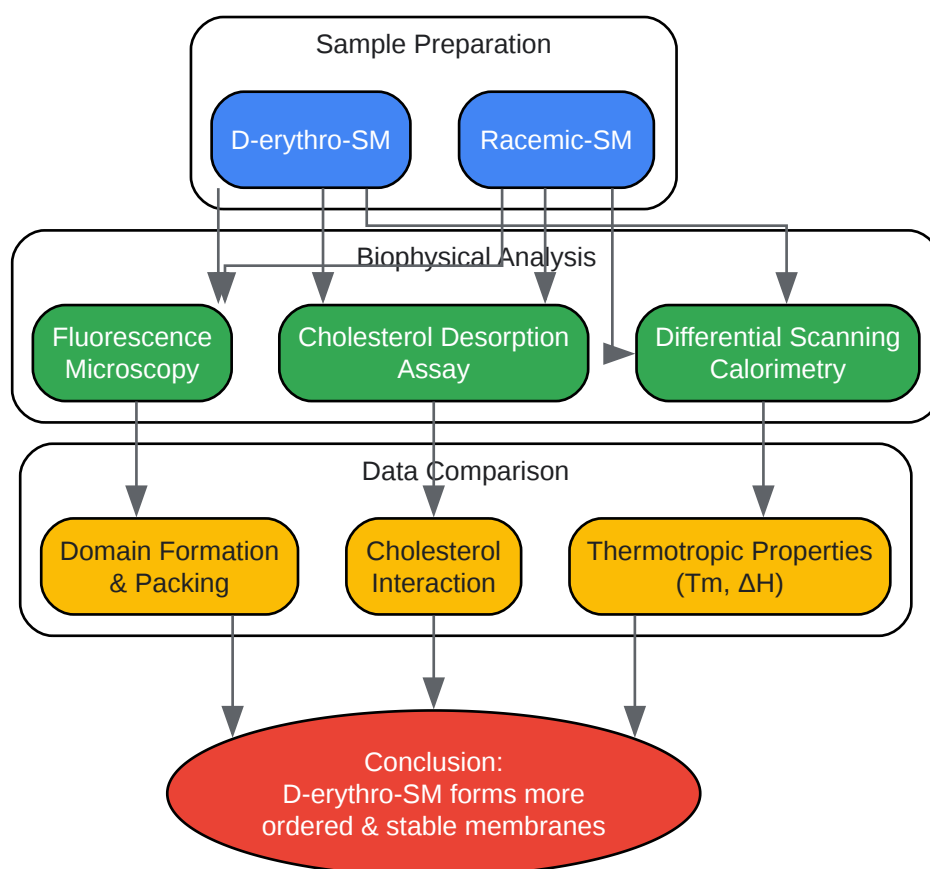 Sample Preparation
D-erythro-SM
Racemic-SM
Biophysical Analysis
Fluorescence
Microscopy
Cholesterol Desorption
Assay
Differential Scanning
Calorimetry
Data Comparison
Domain Formation
& Packing
Cholesterol
Interaction
Thermotropic Properties
(Tm, ΔH)
Conclusion:
D-erythro-SM forms more
ordered & stable membranes